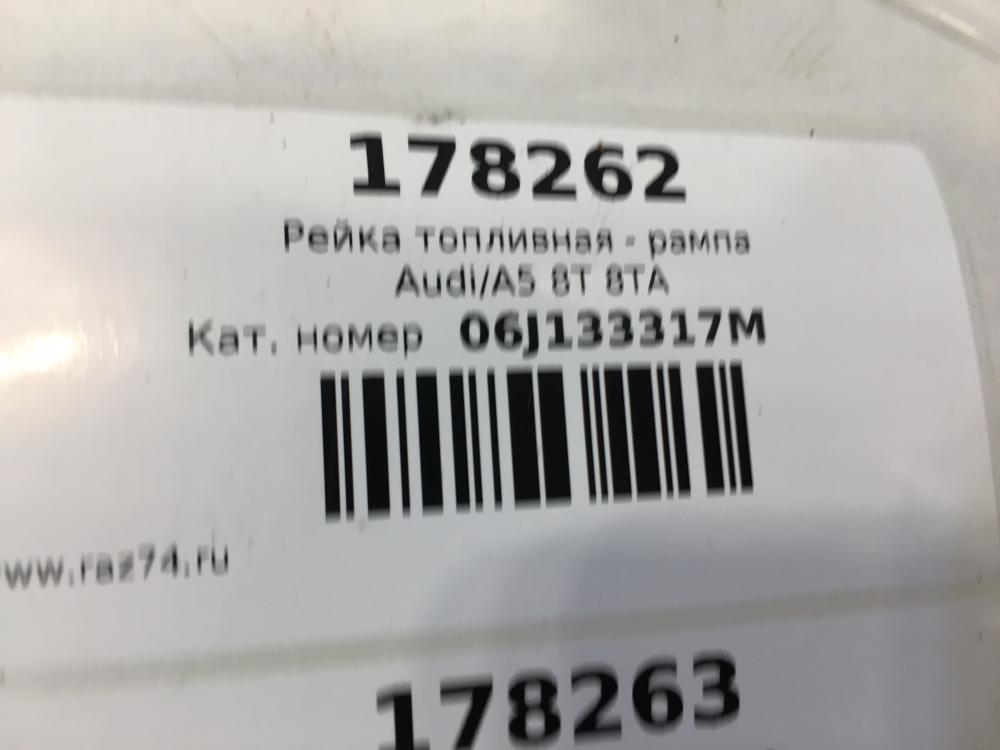 178262
Рейка топливная - рампа
Audi/A5 8T 8TA
Кат. номер 06J133317M
www.raz74.ru
178263